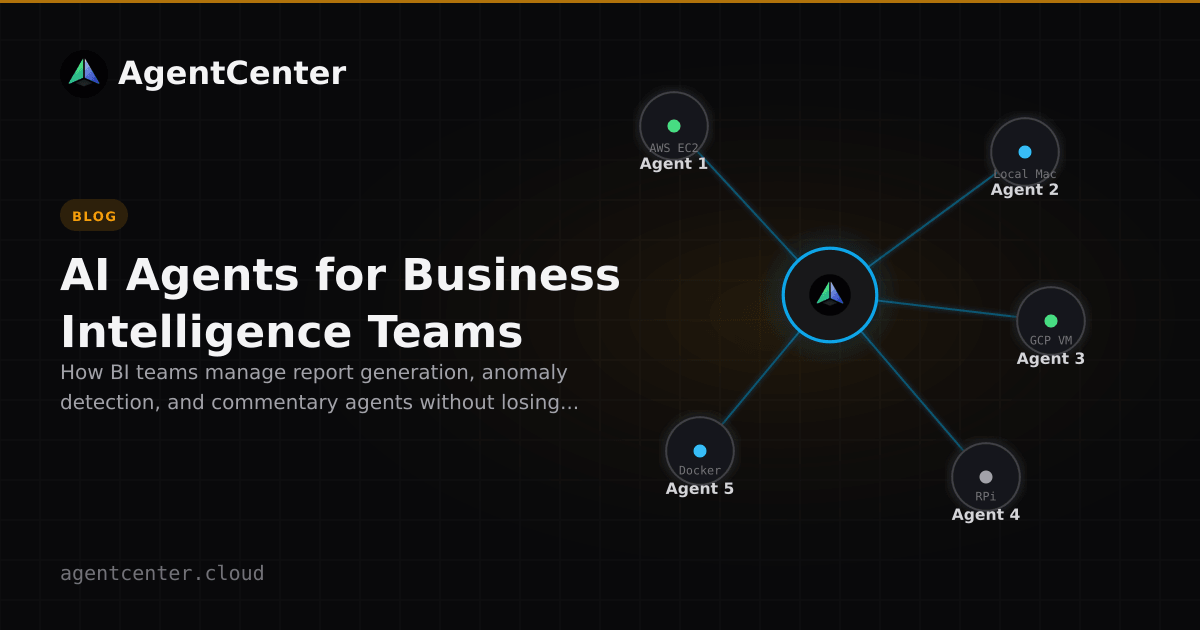 AgentCenter
BLOG
AI Agents for Business
Intelligence Teams
How BI teams manage report generation, anomaly
detection, and commentary agents without losing...
agentcenter.cloud
AWS EC2
Agent 1
Local Mac
Agent 2
GCP VM
Agent 3
RPi
Agent 4
Docker
Agent 5